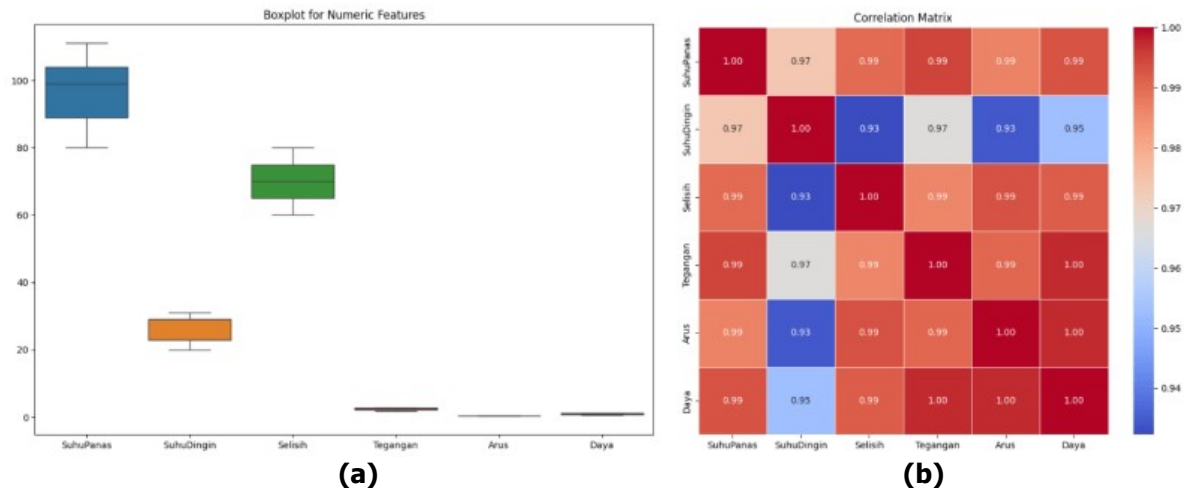 Boxplot for Numeric Features
100
80
60
40
20
0
SuhuPanas SuhuDingin Selisih Tegangan Arus Daya
(a)
Correlation Matrix
SuhuPanas 1.00 0.97 0.99 0.99 0.99 0.99
SuhuDingin 0.97 1.00 0.93 0.97 0.93 0.95
Selisih 0.99 0.93 1.00 0.99 0.99 0.99
Tegangan 0.99 0.97 0.99 1.00 0.99 1.00
Arus 0.99 0.93 0.99 0.99 1.00 1.00
Daya 0.99 0.95 0.99 1.00 1.00 1.00
SuhuPanas SuhuDingin Selisih Tegangan Arus Daya
1.00
0.99
0.98
0.97
0.96
0.95
0.94
(b)